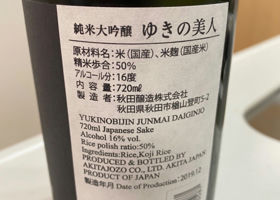 純米大吟醸 ゆきの美人
原材料名：米（国産）、米麹（国産米）
精米歩合：50%
アルコール分：16度
内容量：720㎖
製造者：秋田醸造株式会社
秋田県秋田市楢山登町5-2
YUKINOBIJIN JUNMAI DAIGINJO
720ml Japanese Sake
Alcohol 16% vol.
Rice polish ratio:50%
Ingredients:Rice,Koji Rice
PRODUCED & BOTTLED BY
AKITAJOZO CO., LTD. AKITA JAPAN
PRODUCT OF JAPAN
製造年月 Date of Production：2019.12